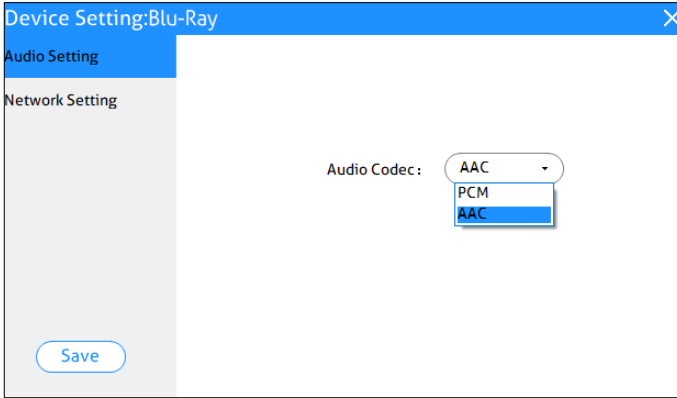 Device Setting:Blu-Ray
Audio Setting
Network Setting
Audio Codec: AAC
PCM
AAC
Save